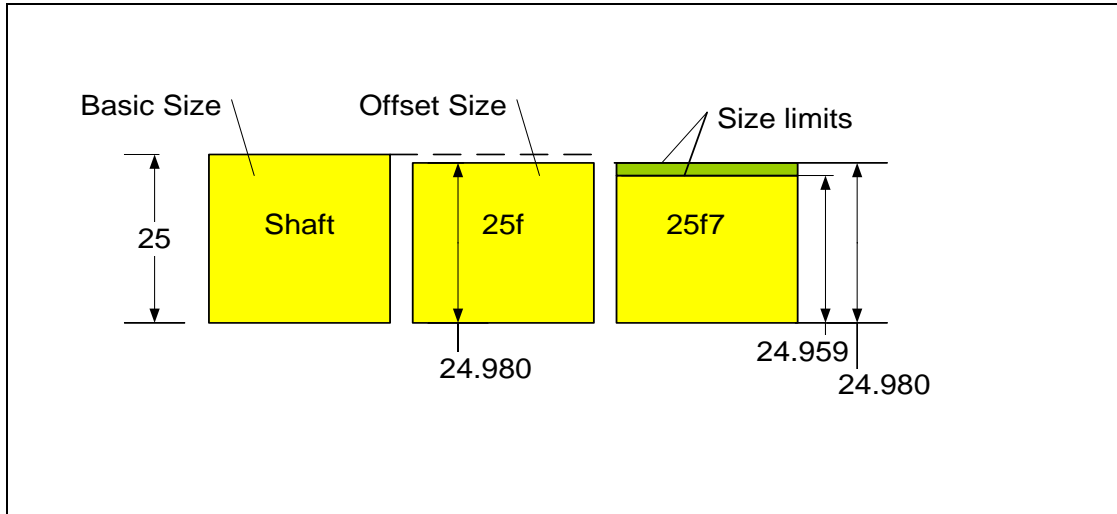 Basic Size
Offset Size
Size limits
25
Shaft
25f
25f7
24.980
24.959
24.980